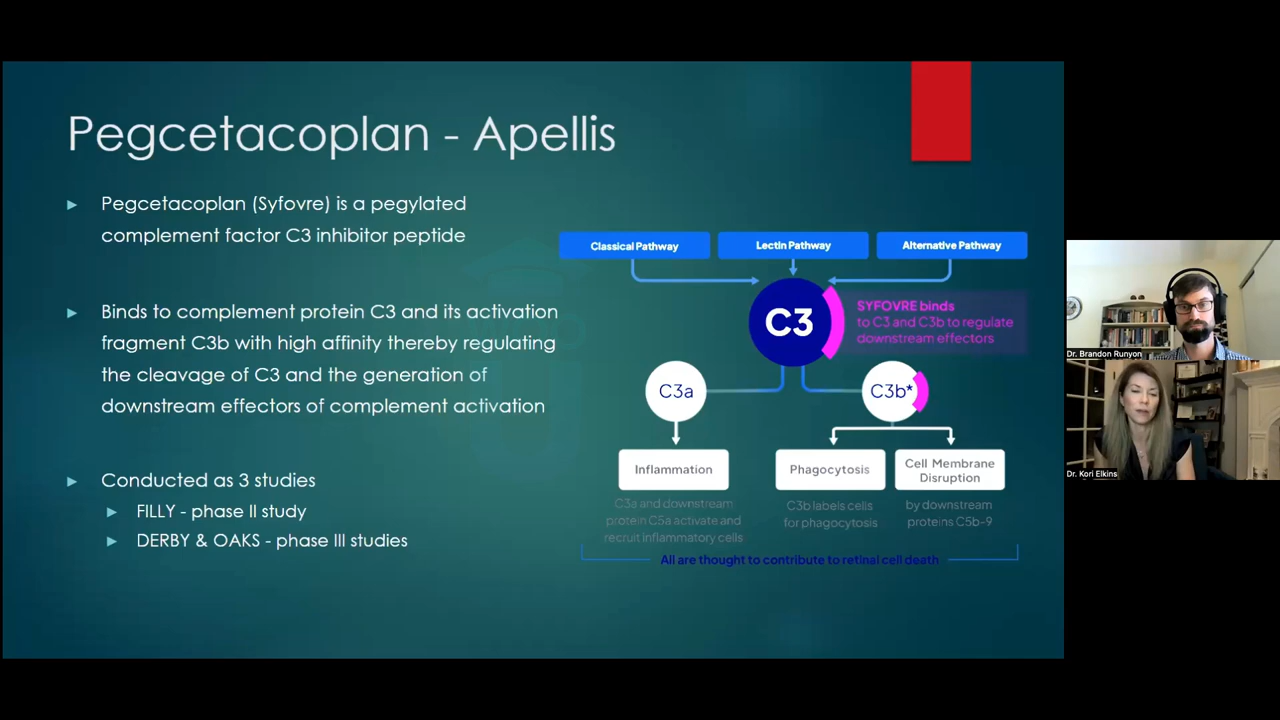 Pegcetacoplan - Apellis
Pegcetacoplan (Syfovre) is a pegylated
complement factor C3 inhibitor peptide
Binds to complement protein C3 and its activation
fragment C3b with high affinity thereby regulating
the cleavage of C3 and the generation of
downstream effectors of complement activation
Conducted as 3 studies
FILLY - phase II study
DERBY & OAKS - phase III studies
Classical Pathway
Lectin Pathway
Alternative Pathway
C3
SYFOVRE binds
to C3 and C3b to regulate
downstream effectors
C3a
C3b*
Inflammation
Phagocytosis
Cell Membrane
Disruption
C3a and downstream
protein C5a activate and
recruit inflammatory cells
C3b labels cells
for phagocytosis
by downstream
proteins C5b-9
All are thought to contribute to retinal cell death
Dr. Brandon Runyon
Dr. Kori Elkins